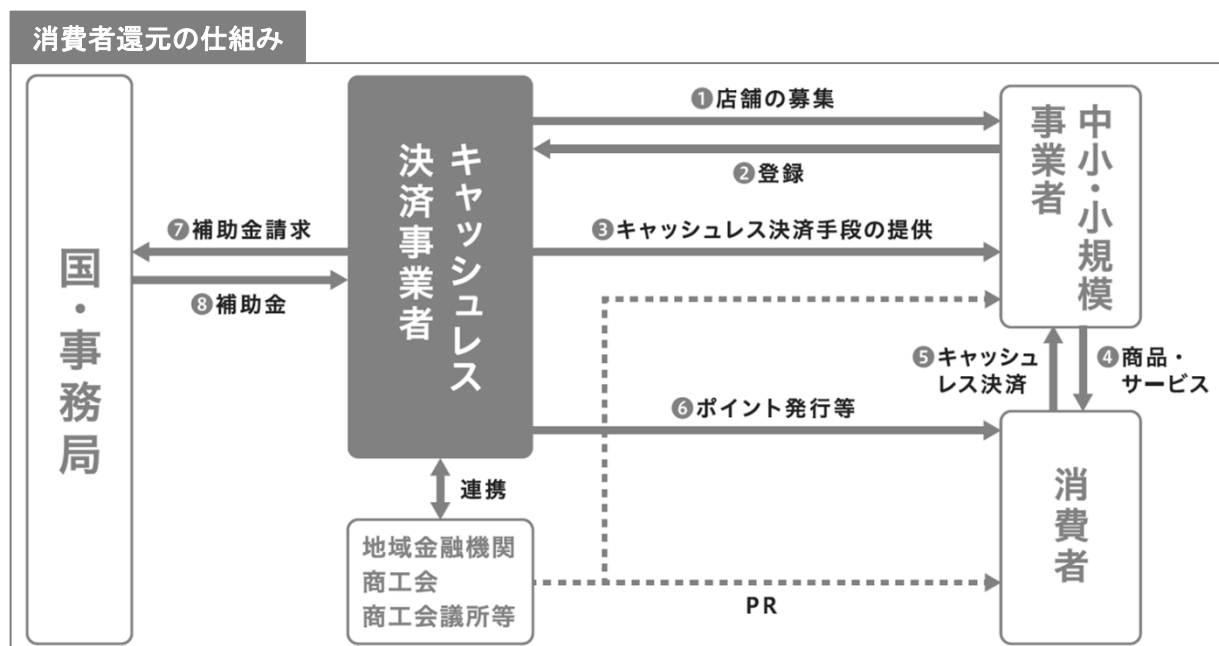 消費者還元の仕組み
国・事務局
❼補助金請求
❽補助金
キャッシュレス
決済事業者
❶店舗の募集
❷登録
❸キャッシュレス決済手段の提供
中小・小規模
事業者
❺キャッシュ
レス決済
❹商品・
サービス
❻ポイント発行等
消費者
連携
地域金融機関
商工会
商工会議所等
PR